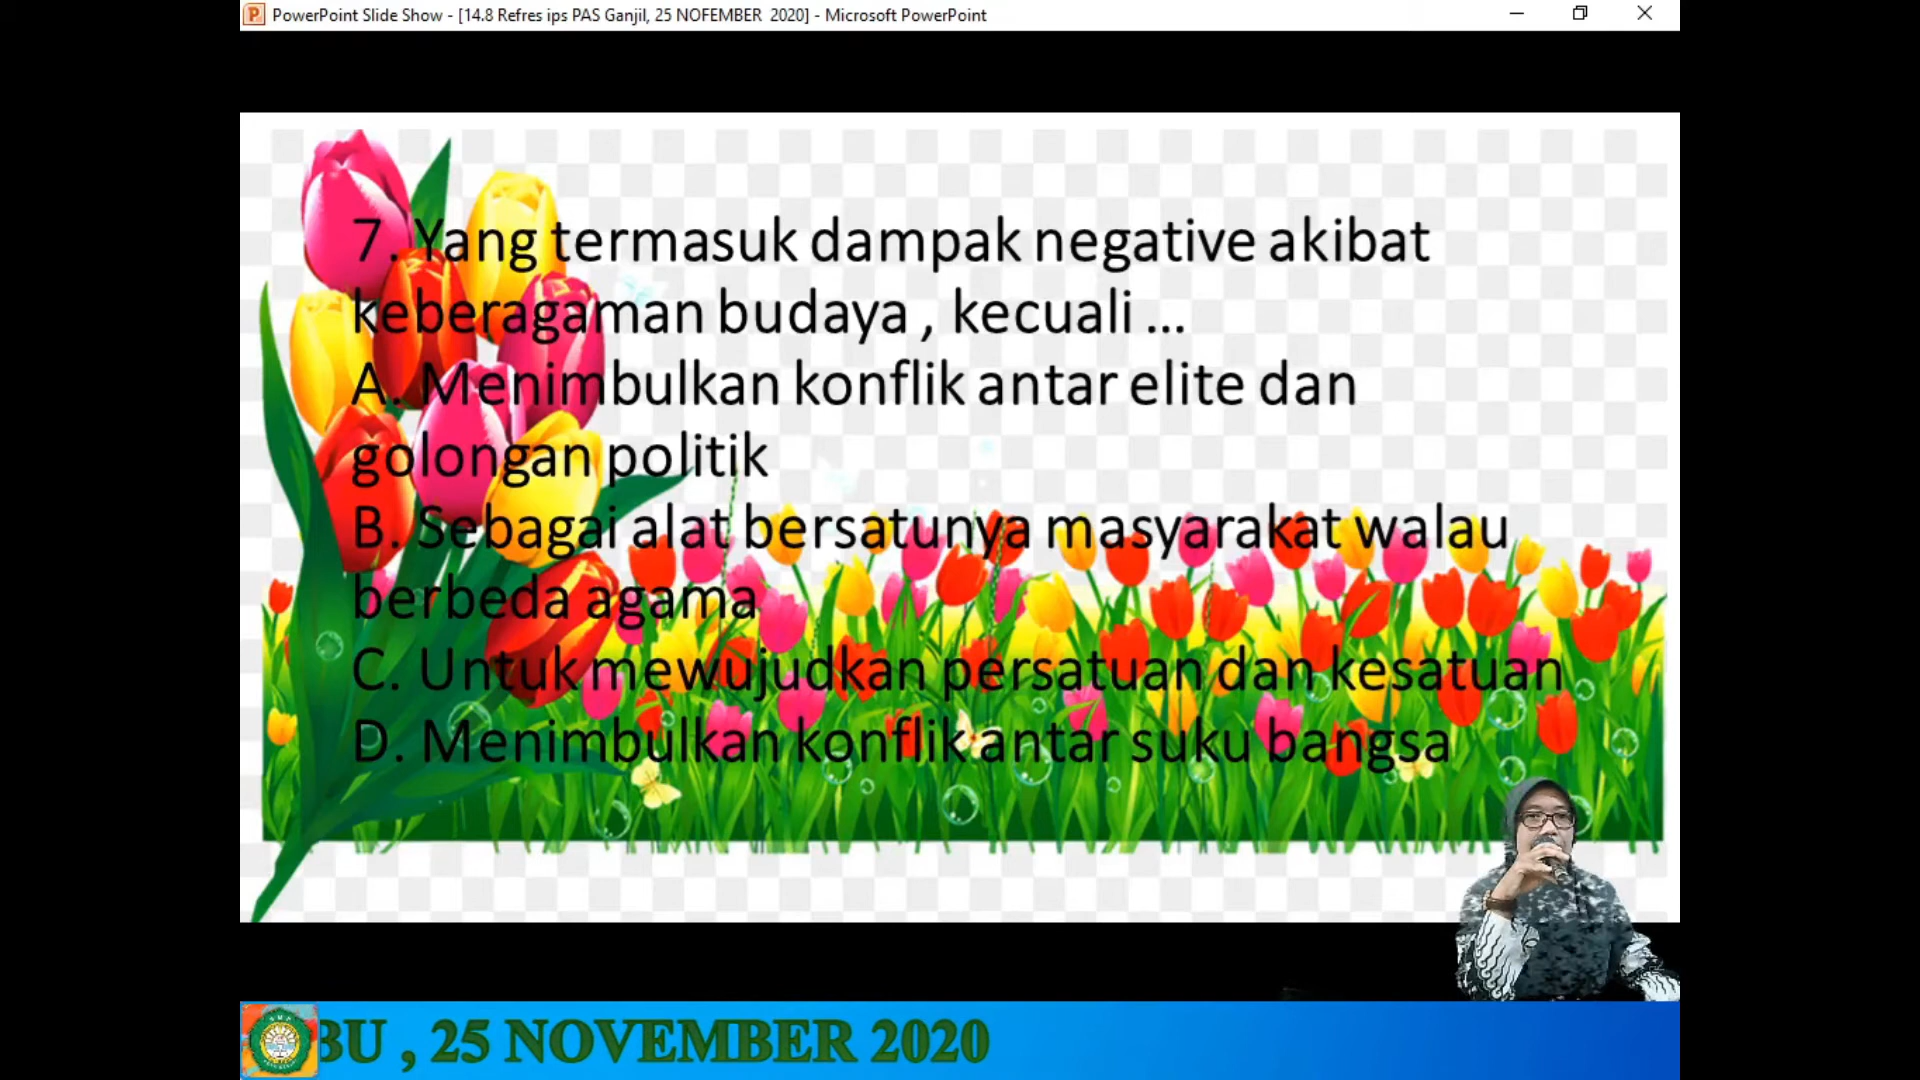 PowerPoint Slide Show - [14.8 Refres ips PAS Ganjil, 25 NOFEMBER  2020] - Microsoft PowerPoint
7. Yang termasuk dampak negative akibat
keberagaman budaya , kecuali ...
A. Menimbulkan konflik antar elite dan
golongan politik
B. Sebagai alat bersatunya masyarakat walau
berbeda agama
C. Untuk mewujudkan persatuan dan kesatuan
D. Menimbulkan konflik antar suku bangsa
BU , 25 NOVEMBER 2020